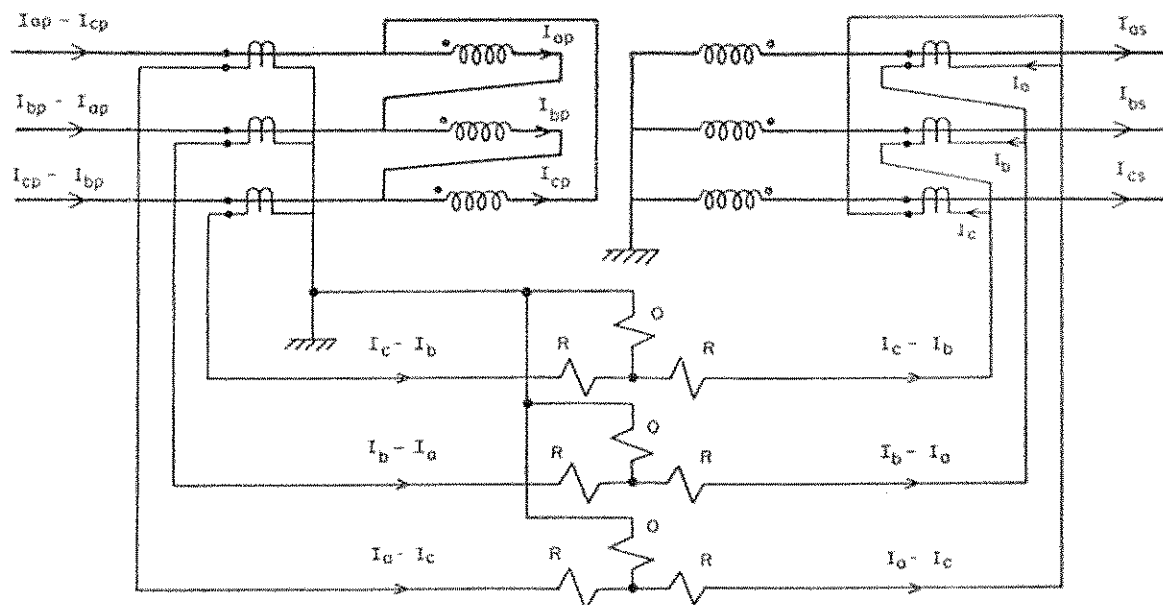 Iap – Icp
Iap
Ias
Ia
Ibp – Iap
Ibp
Ibs
Ib
Icp – Ibp
Icp
Ics
Ic
O
Ic – Ib
R
R
Ic – Ib
O
Ib – Ia
R
R
Ib – Ia
O
Ia – Ic
R
R
Ia – Ic